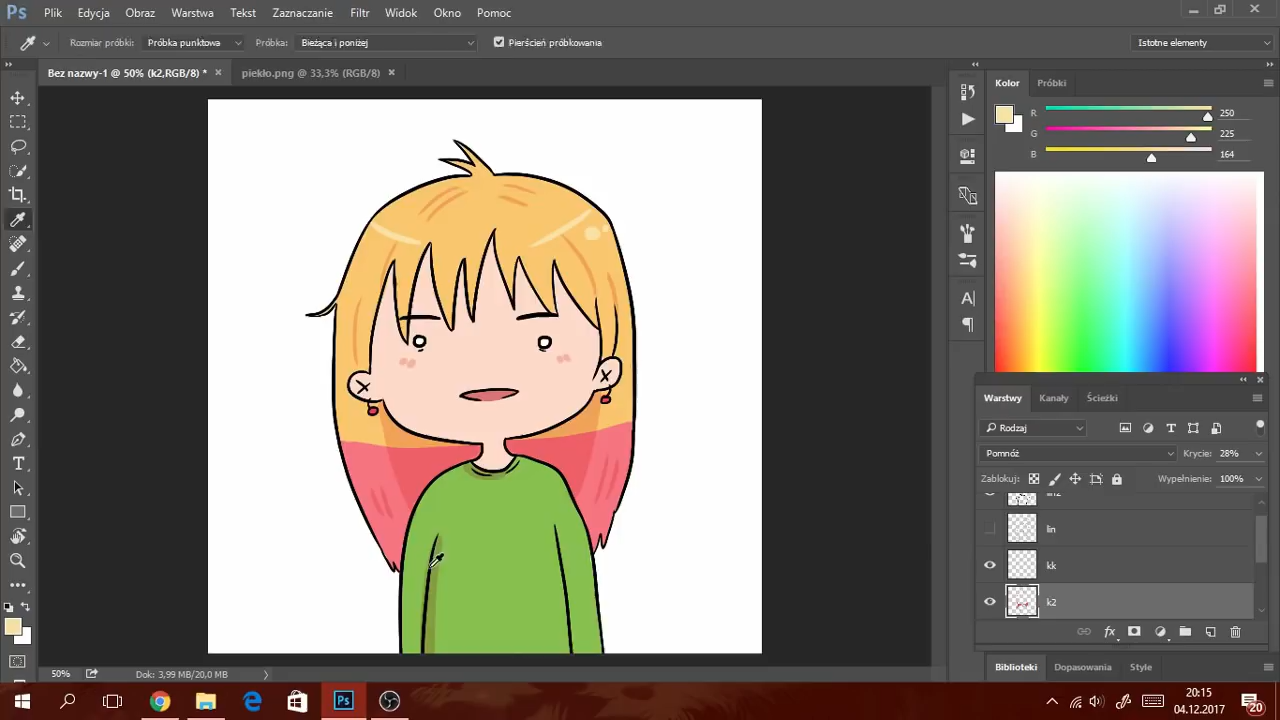 Ps Plik Edycja Obraz Warstwa Tekst Zaznaczanie Filtr Widok Okno Pomoc
Rozmiar próbki: Próbka punktowa Próbka: Bieżąca i poniżej Pierścień próbkowania Istotne elementy
Bez nazwy-1 @ 50% (k2,RGB/8) * × piekło.png @ 33,3% (RGB/8) ×
Kolor Próbki
R 250
G 225
B 164
Warstwy Kanały Ścieżki
Rodzaj
Pomnóż Krycie: 28%
Zablokuj: Wypełnienie: 100%
lin2
lin
kk
k2
50% Dok: 3,99 MB/20,0 MB
Biblioteki Dopasowania Style
Ps 20:15
04.12.2017 20